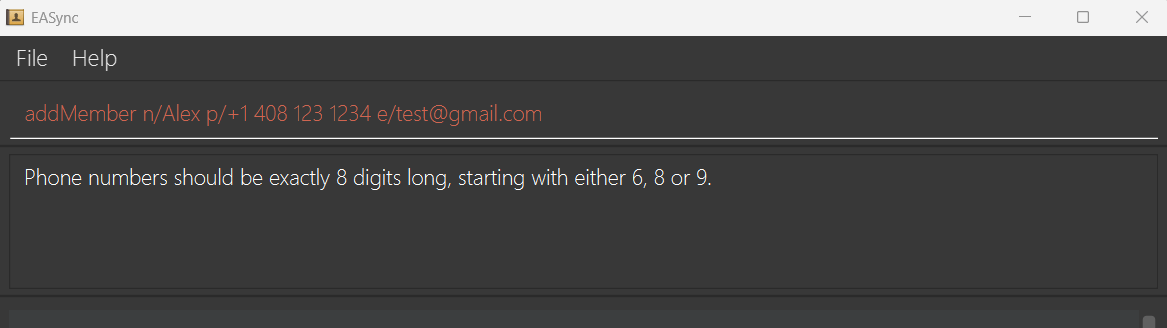 EASync
File Help
addMember n/Alex p/+1 408 123 1234 e/test@gmail.com
Phone numbers should be exactly 8 digits long, starting with either 6, 8 or 9.